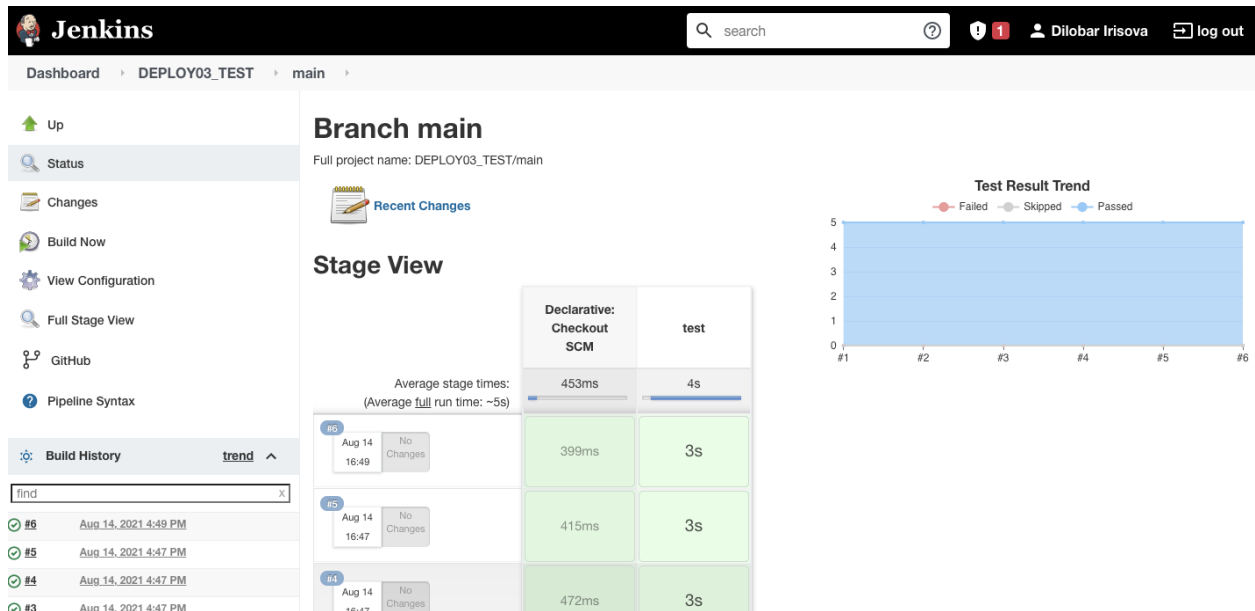 Jenkins
search
1
Dilobar Irisova
log out
Dashboard
DEPLOY03_TEST
main
Up
Status
Changes
Build Now
View Configuration
Full Stage View
GitHub
Pipeline Syntax
Build History
trend
find
x
#6 Aug 14, 2021 4:49 PM
#5 Aug 14, 2021 4:47 PM
#4 Aug 14, 2021 4:47 PM
#3 Aug 14, 2021 4:47 PM
Branch main
Full project name: DEPLOY03_TEST/main
Recent Changes
Stage View
Declarative:
Checkout
SCM
test
Average stage times:
(Average full run time: ~5s)
453ms
4s
#6
Aug 14
16:49
No
Changes
399ms
3s
#5
Aug 14
16:47
No
Changes
415ms
3s
#4
Aug 14
16:47
No
Changes
472ms
3s
Test Result Trend
Failed Skipped Passed
5
4
3
2
1
0
#1 #2 #3 #4 #5 #6